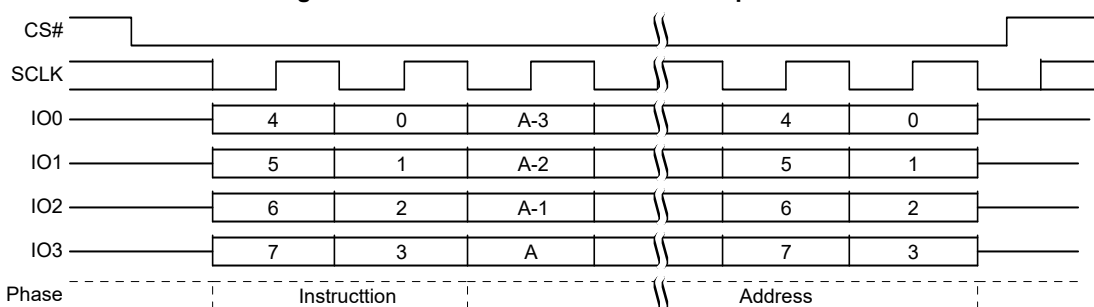 CS#
SCLK
IO0 4 0 A-3 4 0
IO1 5 1 A-2 5 1
IO2 6 2 A-1 6 2
IO3 7 3 A 7 3
Phase Instructtion Address